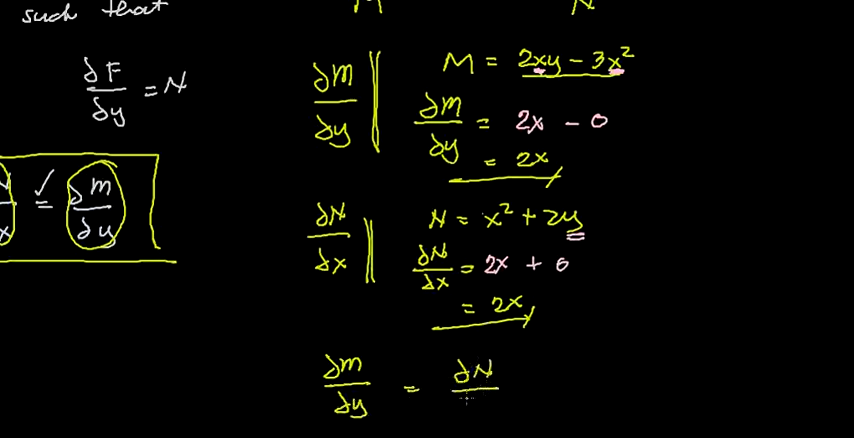 such that
M N
∂F/∂y = N
∂m/∂y M = 2xy - 3x²
∂m/∂y = 2x - 0
= 2x
= ∂m/∂y
∂N/∂x N = x² + 2y
∂N/∂x = 2x + 0
= 2x
∂m/∂y = ∂N